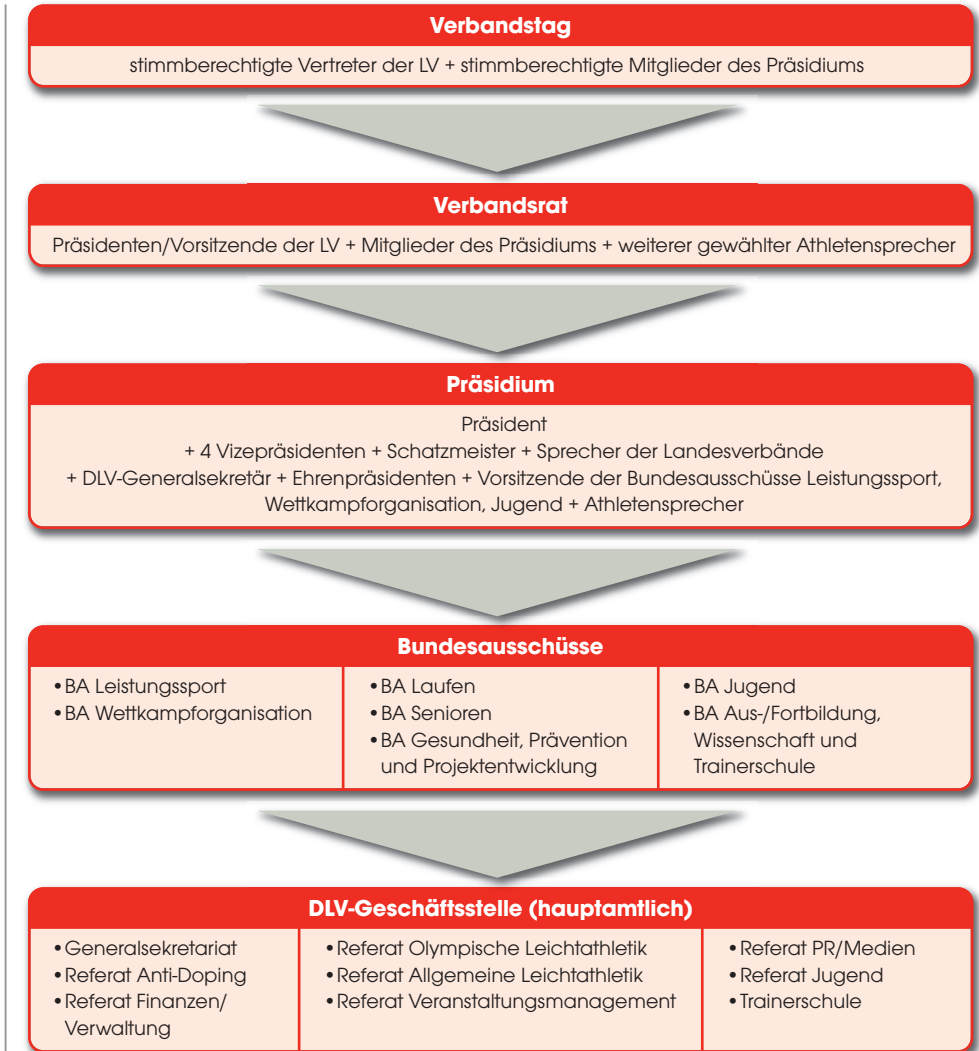 Verbandstag
stimmberechtigte Vertreter der LV + stimmberechtigte Mitglieder des Präsidiums
Verbandsrat
Präsidenten/Vorsitzende der LV + Mitglieder des Präsidiums + weiterer gewählter Athletensprecher
Präsidium
Präsident
+ 4 Vizepräsidenten + Schatzmeister + Sprecher der Landesverbände
+ DLV-Generalsekretär + Ehrenpräsidenten + Vorsitzende der Bundesausschüsse Leistungssport,
Wettkampforganisation, Jugend + Athletensprecher
Bundesausschüsse
• BA Leistungssport
• BA Wettkampforganisation
• BA Laufen
• BA Senioren
• BA Gesundheit, Prävention
und Projektentwicklung
• BA Jugend
• BA Aus-/Fortbildung,
Wissenschaft und
Trainerschule
DLV-Geschäftsstelle (hauptamtlich)
• Generalsekretariat
• Referat Anti-Doping
• Referat Finanzen/
Verwaltung
• Referat Olympische Leichtathletik
• Referat Allgemeine Leichtathletik
• Referat Veranstaltungsmanagement
• Referat PR/Medien
• Referat Jugend
• Trainerschule